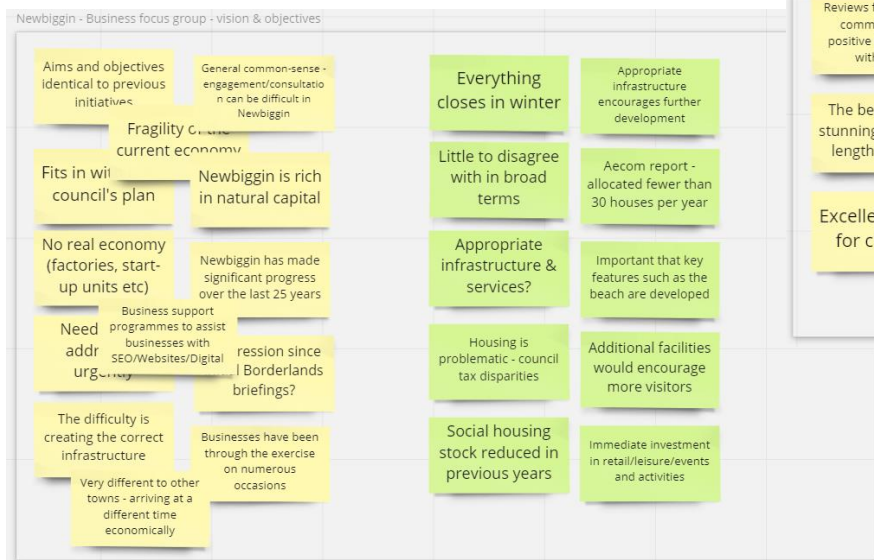 Newbiggin - Business focus group - vision & objectives
Aims and objectives
identical to previous
initiatives
General common-sense -
engagement/consultatio
n can be difficult in
Newbiggin
Fragility of the
current economy
Fits in wit
council's plan
Newbiggin is rich
in natural capital
No real economy
(factories, start-
up units etc)
Newbiggin has made
significant progress
over the last 25 years
Business support
programmes to assist
businesses with
SEO/Websites/Digital
Need
addr
urgently
ression since
l Borderlands
briefings?
The difficulty is
creating the correct
infrastructure
Businesses have been
through the exercise
on numerous
occasions
Very different to other
towns - arriving at a
different time
economically
Everything
closes in winter
Appropriate
infrastructure
encourages further
development
Little to disagree
with in broad
terms
Aecom report -
allocated fewer than
30 houses per year
Appropriate
infrastructure &
services?
Important that key
features such as the
beach are developed
Housing is
problematic - council
tax disparities
Additional facilities
would encourage
more visitors
Social housing
stock reduced in
previous years
Immediate investment
in retail/leisure/events
and activities
Reviews f
comm
positive
with
The be
stunning
length
Excelle
for c